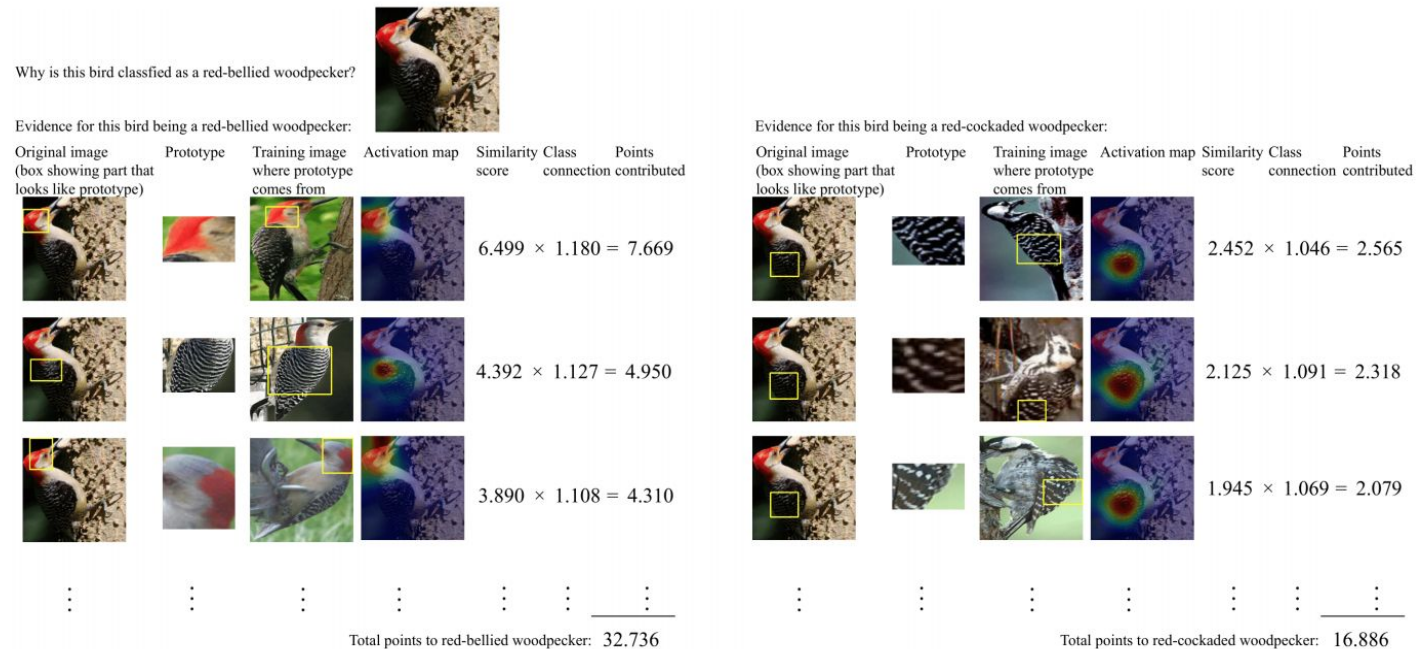 Why is this bird classfied as a red-bellied woodpecker?
Evidence for this bird being a red-bellied woodpecker:
Original image
(box showing part that
looks like prototype)
Prototype
Training image
where prototype
comes from
Activation map
Similarity
score
Class
connection
Points
contributed
6.499 × 1.180 = 7.669
4.392 × 1.127 = 4.950
3.890 × 1.108 = 4.310
Total points to red-bellied woodpecker: 32.736
Evidence for this bird being a red-cockaded woodpecker:
Original image
(box showing part that
looks like prototype)
Prototype
Training image
where prototype
comes from
Activation map
Similarity
score
Class
connection
Points
contributed
2.452 × 1.046 = 2.565
2.125 × 1.091 = 2.318
1.945 × 1.069 = 2.079
Total points to red-cockaded woodpecker: 16.886